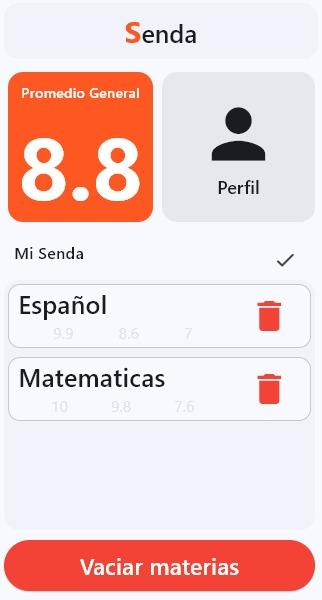 Senda
Promedio General
8.8
Perfil
Mi Senda
Español
9.9 8.6 7
Matematicas
10 9.8 7.6
Vaciar materias